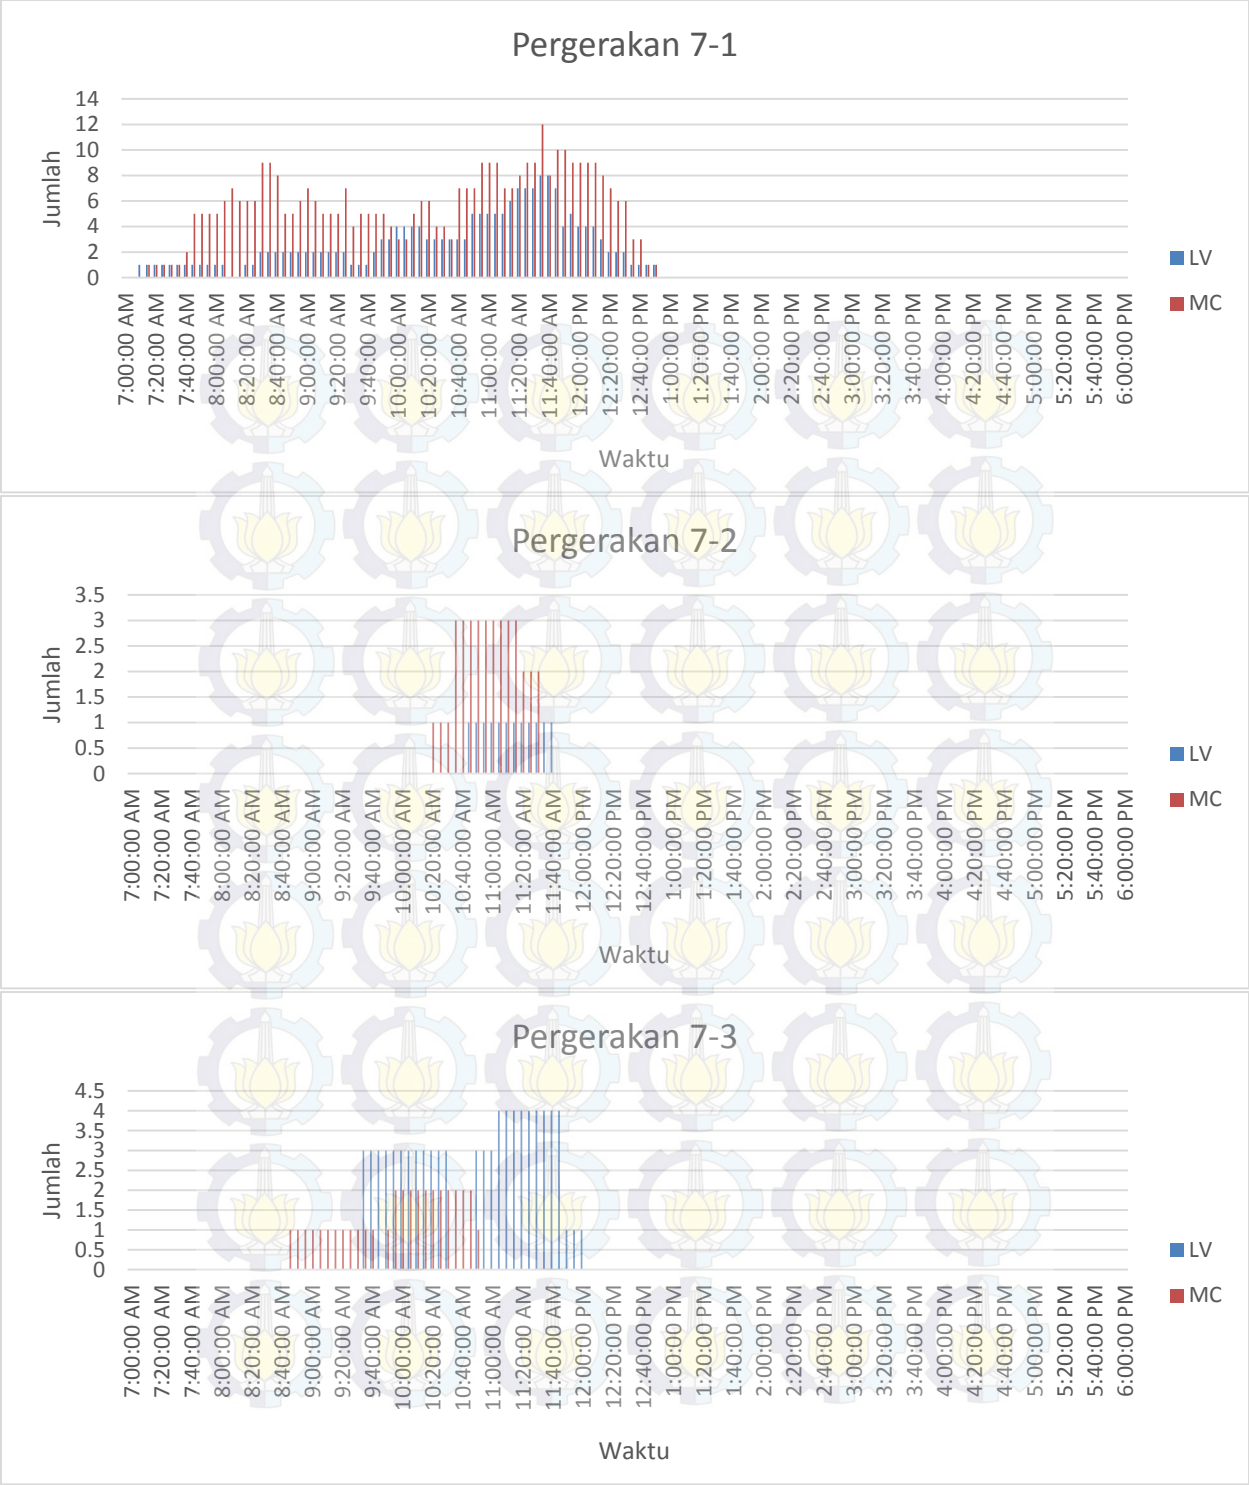 Pergerakan 7-1
14
12
10
8
6
4
2
0
Jumlah
7:00:00 AM
7:20:00 AM
7:40:00 AM
8:00:00 AM
8:20:00 AM
8:40:00 AM
9:00:00 AM
9:20:00 AM
9:40:00 AM
10:00:00 AM
10:20:00 AM
10:40:00 AM
11:00:00 AM
11:20:00 AM
11:40:00 AM
12:00:00 PM
12:20:00 PM
12:40:00 PM
1:00:00 PM
1:20:00 PM
1:40:00 PM
2:00:00 PM
2:20:00 PM
2:40:00 PM
3:00:00 PM
3:20:00 PM
3:40:00 PM
4:00:00 PM
4:20:00 PM
4:40:00 PM
5:00:00 PM
5:20:00 PM
5:40:00 PM
6:00:00 PM
Waktu
LV
MC
Pergerakan 7-2
3.5
3
2.5
2
1.5
1
0.5
0
Jumlah
7:00:00 AM
7:20:00 AM
7:40:00 AM
8:00:00 AM
8:20:00 AM
8:40:00 AM
9:00:00 AM
9:20:00 AM
9:40:00 AM
10:00:00 AM
10:20:00 AM
10:40:00 AM
11:00:00 AM
11:20:00 AM
11:40:00 AM
12:00:00 PM
12:20:00 PM
12:40:00 PM
1:00:00 PM
1:20:00 PM
1:40:00 PM
2:00:00 PM
2:20:00 PM
2:40:00 PM
3:00:00 PM
3:20:00 PM
3:40:00 PM
4:00:00 PM
4:20:00 PM
4:40:00 PM
5:00:00 PM
5:20:00 PM
5:40:00 PM
6:00:00 PM
Waktu
LV
MC
Pergerakan 7-3
4.5
4
3.5
3
2.5
2
1.5
1
0.5
0
Jumlah
7:00:00 AM
7:20:00 AM
7:40:00 AM
8:00:00 AM
8:20:00 AM
8:40:00 AM
9:00:00 AM
9:20:00 AM
9:40:00 AM
10:00:00 AM
10:20:00 AM
10:40:00 AM
11:00:00 AM
11:20:00 AM
11:40:00 AM
12:00:00 PM
12:20:00 PM
12:40:00 PM
1:00:00 PM
1:20:00 PM
1:40:00 PM
2:00:00 PM
2:20:00 PM
2:40:00 PM
3:00:00 PM
3:20:00 PM
3:40:00 PM
4:00:00 PM
4:20:00 PM
4:40:00 PM
5:00:00 PM
5:20:00 PM
5:40:00 PM
6:00:00 PM
Waktu
LV
MC